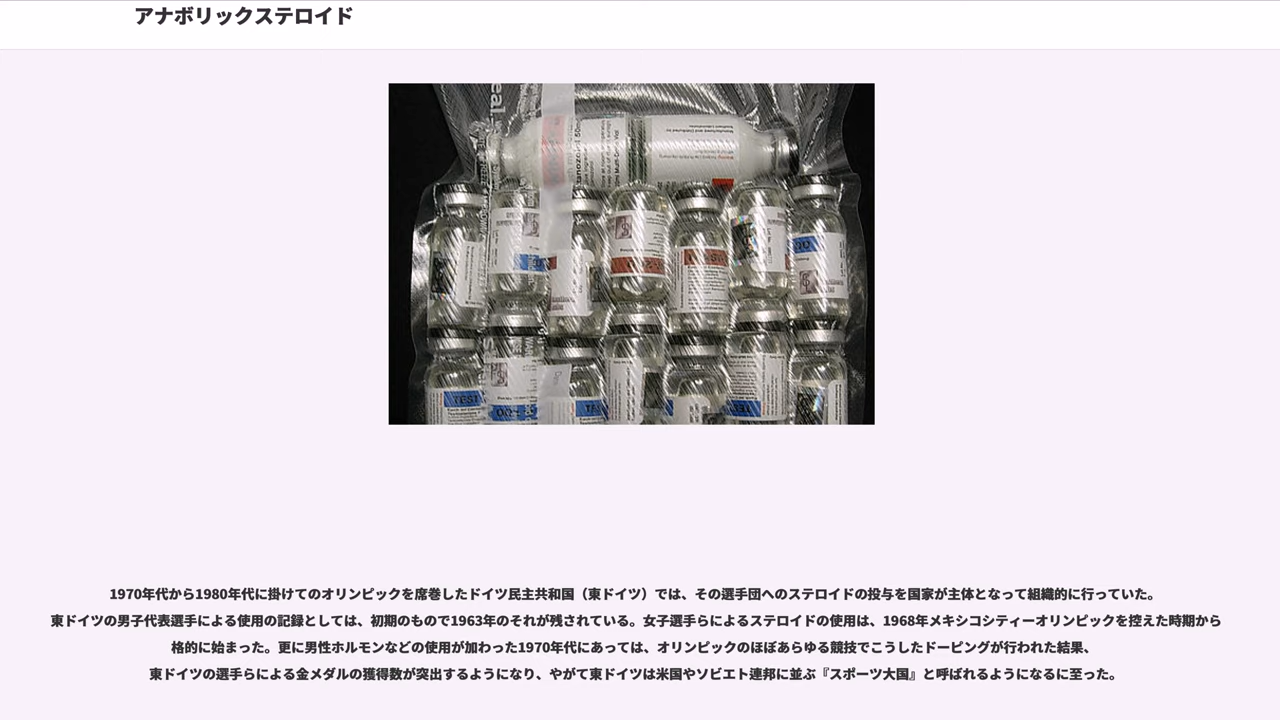 アナボリックステロイド
eal
50m
Manufactured and Distributed by
TEST
1970年代から1980年代に掛けてのオリンピックを席巻したドイツ民主共和国（東ドイツ）では、その選手団へのステロイドの投与を国家が主体となって組織的に行っていた。
東ドイツの男子代表選手による使用の記録としては、初期のもので1963年のそれが残されている。女子選手らによるステロイドの使用は、1968年メキシコシティーオリンピックを控えた時期から
格的に始まった。更に男性ホルモンなどの使用が加わった1970年代にあっては、オリンピックのほぼあらゆる競技でこうしたドーピングが行われた結果、
東ドイツの選手らによる金メダルの獲得数が突出するようになり、やがて東ドイツは米国やソビエト連邦に並ぶ『スポーツ大国』と呼ばれるようになるに至った。